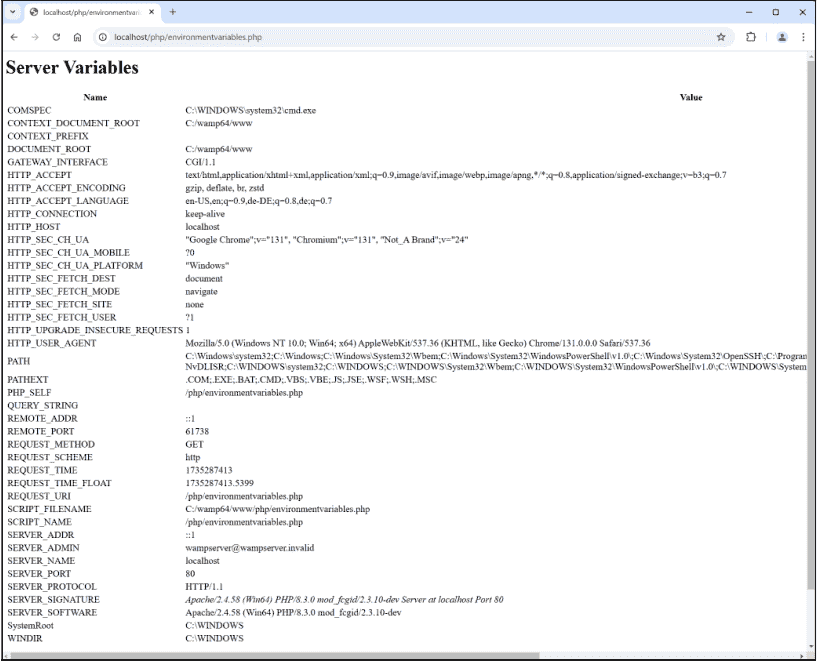 localhost/php/environmentvaria
localhost/php/environmentvariables.php
Server Variables
Name Value
COMSPEC C:\WINDOWS\system32\cmd.exe
CONTEXT_DOCUMENT_ROOT C:/wamp64/www
CONTEXT_PREFIX
DOCUMENT_ROOT C:/wamp64/www
GATEWAY_INTERFACE CGI/1.1
HTTP_ACCEPT text/html,application/xhtml+xml,application/xml;q=0.9,image/avif,image/webp,image/apng,*/*;q=0.8,application/signed-exchange;v=b3;q=0.7
HTTP_ACCEPT_ENCODING gzip, deflate, br, zstd
HTTP_ACCEPT_LANGUAGE en-US,en;q=0.9,de-DE;q=0.8,de;q=0.7
HTTP_CONNECTION keep-alive
HTTP_HOST localhost
HTTP_SEC_CH_UA "Google Chrome";v="131", "Chromium";v="131", "Not_A Brand";v="24"
HTTP_SEC_CH_UA_MOBILE ?0
HTTP_SEC_CH_UA_PLATFORM "Windows"
HTTP_SEC_FETCH_DEST document
HTTP_SEC_FETCH_MODE navigate
HTTP_SEC_FETCH_SITE none
HTTP_SEC_FETCH_USER ?1
HTTP_UPGRADE_INSECURE_REQUESTS 1
HTTP_USER_AGENT Mozilla/5.0 (Windows NT 10.0; Win64; x64) AppleWebKit/537.36 (KHTML, like Gecko) Chrome/131.0.0.0 Safari/537.36
C:\Windows\system32;C:\Windows;C:\Windows\System32\Wbem;C:\Windows\System32\WindowsPowerShell\v1.0\;C:\Windows\System32\OpenSSH\;C:\Program
PATH NvDLISR;C:\WINDOWS\system32;C:\WINDOWS;C:\WINDOWS\System32\Wbem;C:\WINDOWS\System32\WindowsPowerShell\v1.0\;C:\WINDOWS\System
PATHEXT .COM;.EXE;.BAT;.CMD;.VBS;.VBE;.JS;.JSE;.WSF;.WSH;.MSC
PHP_SELF /php/environmentvariables.php
QUERY_STRING
REMOTE_ADDR ::1
REMOTE_PORT 61738
REQUEST_METHOD GET
REQUEST_SCHEME http
REQUEST_TIME 1735287413
REQUEST_TIME_FLOAT 1735287413.5399
REQUEST_URI /php/environmentvariables.php
SCRIPT_FILENAME C:/wamp64/www/php/environmentvariables.php
SCRIPT_NAME /php/environmentvariables.php
SERVER_ADDR ::1
SERVER_ADMIN wampserver@wampserver.invalid
SERVER_NAME localhost
SERVER_PORT 80
SERVER_PROTOCOL HTTP/1.1
SERVER_SIGNATURE Apache/2.4.58 (Win64) PHP/8.3.0 mod_fcgid/2.3.10-dev Server at localhost Port 80
SERVER_SOFTWARE Apache/2.4.58 (Win64) PHP/8.3.0 mod_fcgid/2.3.10-dev
SystemRoot C:\WINDOWS
WINDIR C:\WINDOWS